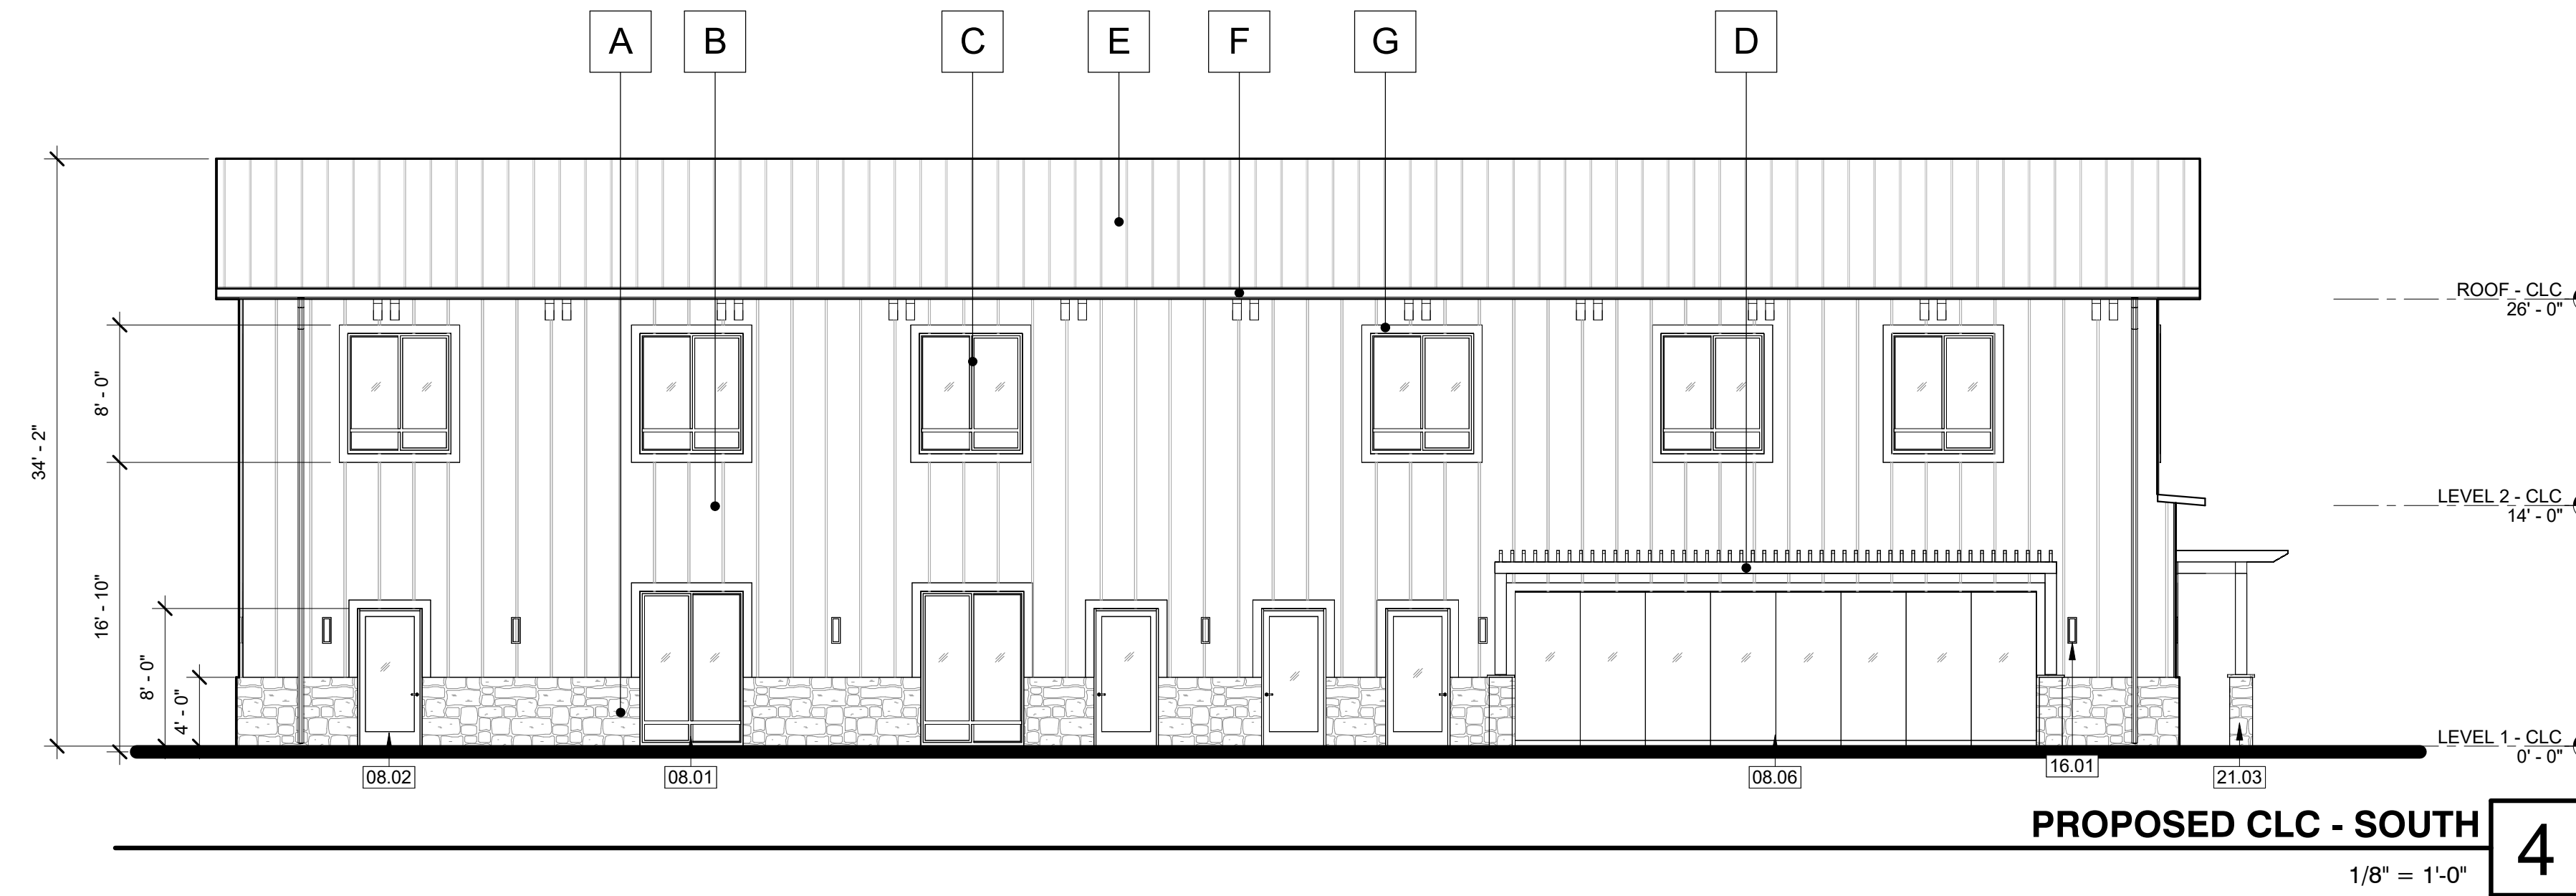 A
B
C
E
F
G
D
ROOF - CLC
26' - 0"
LEVEL 2 - CLC
14' - 0"
LEVEL 1 - CLC
0' - 0"
34' - 2"
8' - 0"
16' - 10"
8' - 0"
4' - 0"
08.02
08.01
08.06
16.01
21.03
PROPOSED CLC - SOUTH
4
1/8" = 1'-0"